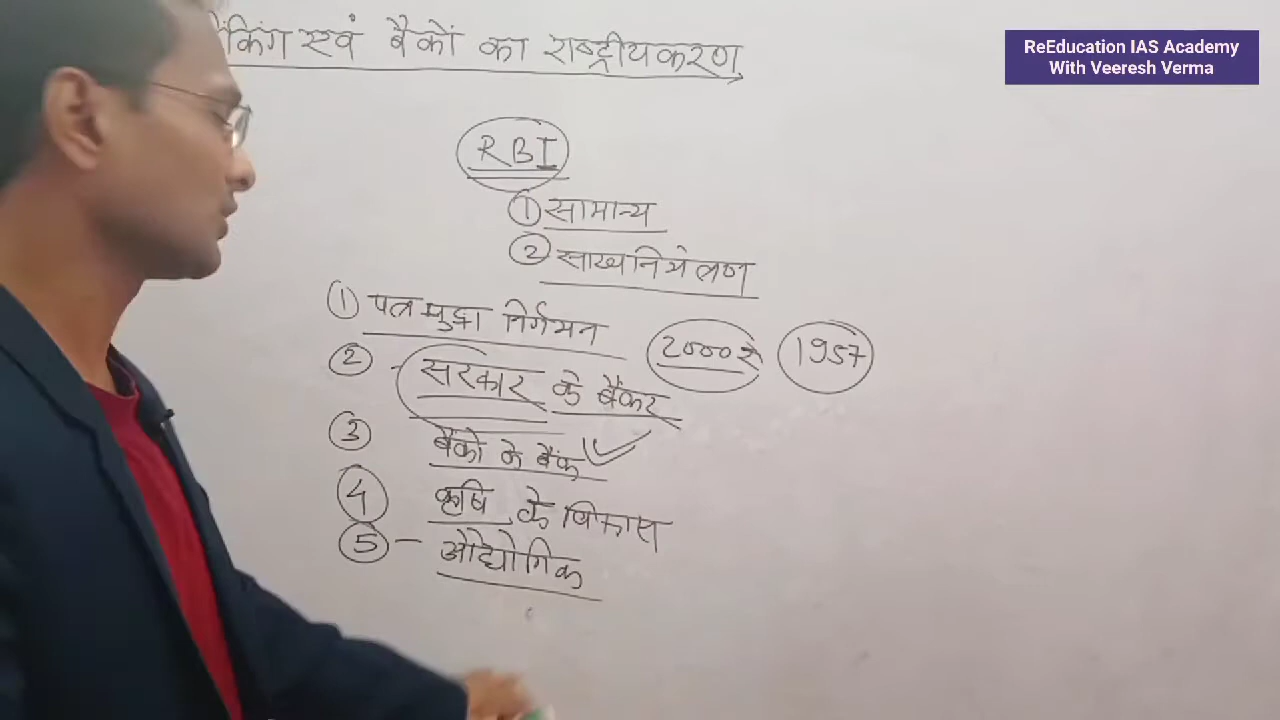 ReEducation IAS Academy
With Veeresh Verma
किंग एवं बैंकों का राष्ट्रीयकरण
RBI
① सामान्य
② साख नियंत्रण
① पत्र मुद्रा निर्गमन
2000₹ 1957
② - सरकार के बैंकर
③ बैंकों के बैंक
④ कृषि के विकास
⑤ - औद्योगिक